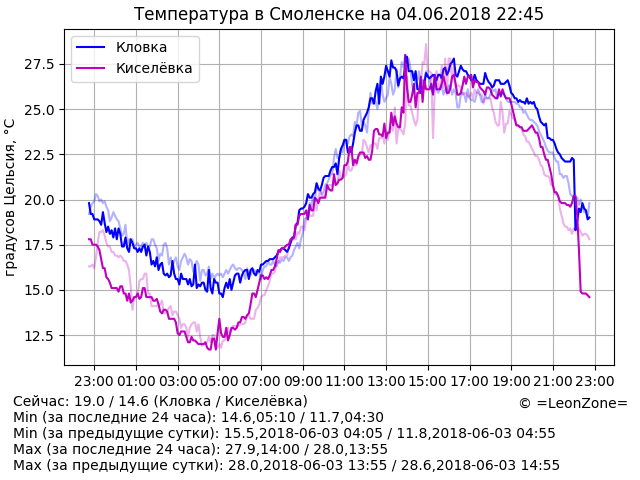 Температура в Смоленске на 04.06.2018 22:45
Кловка
Киселёвка
градусов Цельсия, °C
27.5
25.0
22.5
20.0
17.5
15.0
12.5
23:00 01:00 03:00 05:00 07:00 09:00 11:00 13:00 15:00 17:00 19:00 21:00 23:00
Сейчас: 19.0 / 14.6 (Кловка / Киселёвка)
© =LeonZone=
Min (за последние 24 часа): 14.6,05:10 / 11.7,04:30
Min (за предыдущие сутки): 15.5,2018-06-03 04:05 / 11.8,2018-06-03 04:55
Max (за последние 24 часа): 27.9,14:00 / 28.0,13:55
Max (за предыдущие сутки): 28.0,2018-06-03 13:55 / 28.6,2018-06-03 14:55